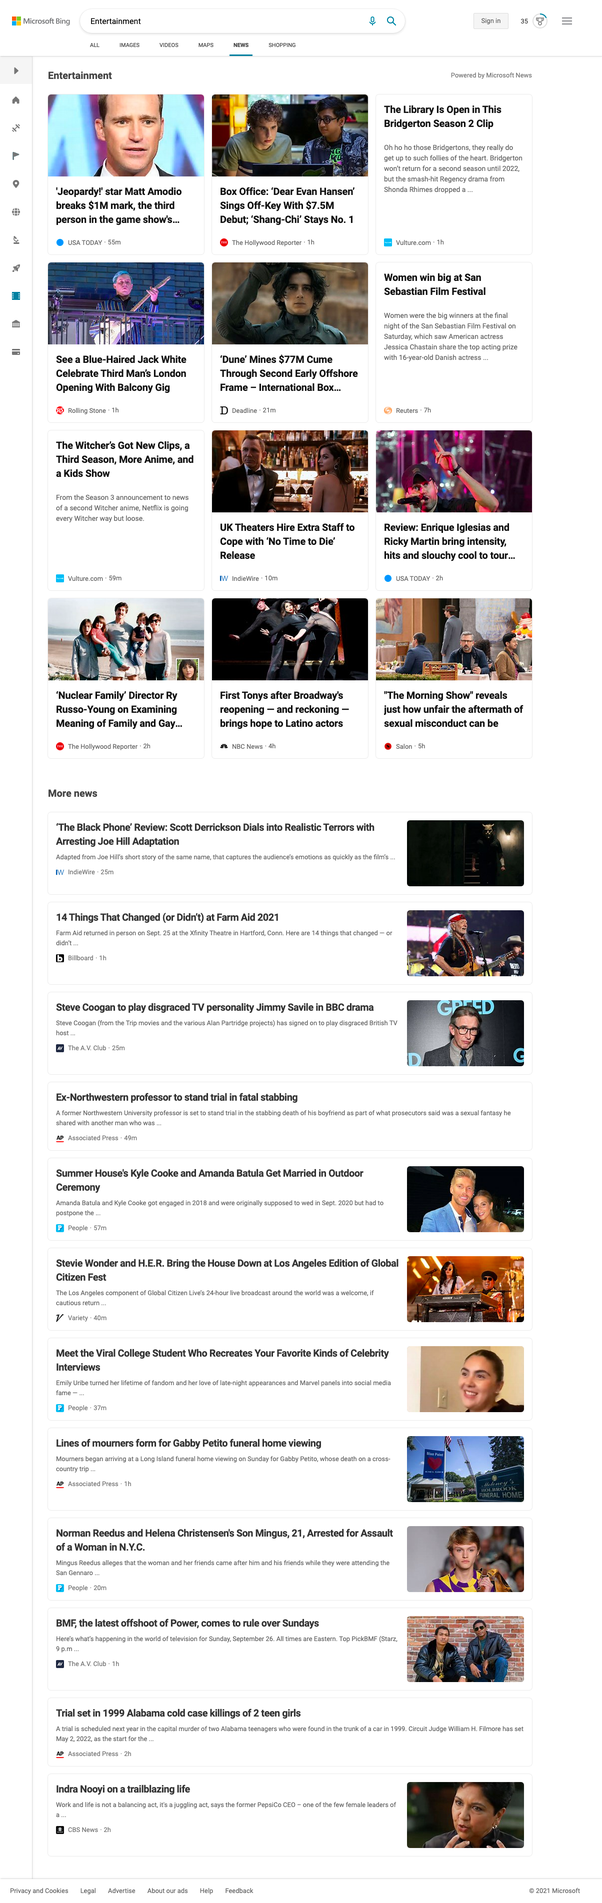 Microsoft Bing
Entertainment
Sign in
35
ALL IMAGES VIDEOS MAPS NEWS SHOPPING
Entertainment
Powered by Microsoft News
'Jeopardy!' star Matt Amodio
breaks $1M mark, the third
person in the game show's...
USA TODAY · 55m
Box Office: ‘Dear Evan Hansen’
Sings Off-Key With $7.5M
Debut; ‘Shang-Chi’ Stays No. 1
The Hollywood Reporter · 1h
The Library Is Open in This
Bridgerton Season 2 Clip
Oh ho ho those Bridgertons, they really do
get up to such follies of the heart. Bridgerton
won't return for a second season until 2022,
but the smash-hit Regency drama from
Shonda Rhimes dropped a ...
Vulture.com · 1h
See a Blue-Haired Jack White
Celebrate Third Man's London
Opening With Balcony Gig
Rolling Stone · 1h
‘Dune’ Mines $77M Come
Through Second Early Offshore
Frame – International Box...
Deadline · 21m
Women win big at San
Sebastian Film Festival
Women were the big winners at the final
night of the San Sebastian Film Festival on
Saturday, which saw American actress
Jessica Chastain share the top acting prize
with 16-year-old Danish actress ...
Reuters · 7h
The Witcher's Got New Clips, a
Third Season, More Anime, and
a Kids Show
From the Season 3 announcement to news
of a second Witcher anime, Netflix is going
every Witcher way but loose.
Vulture.com · 59m
UK Theaters Hire Extra Staff to
Cope with ‘No Time to Die’
Release
IndieWire · 10m
Review: Enrique Iglesias and
Ricky Martin bring intensity,
hits and slouchy cool to tour...
USA TODAY · 2h
‘Nuclear Family’ Director Ry
Russo-Young on Examining
Meaning of Family and Gay...
The Hollywood Reporter · 2h
First Tonys after Broadway's
reopening — and reckoning —
brings hope to Latino actors
NBC News · 4h
"The Morning Show" reveals
just how unfair the aftermath of
sexual misconduct can be
Salon · 5h
More news
‘The Black Phone’ Review: Scott Derrickson Dials into Realistic Terrors with
Arresting Joe Hill Adaptation
Adapted from Joe Hill's short story of the same name, that captures the audience's emotions as quickly as the film's ...
IndieWire · 25m
14 Things That Changed (or Didn't) at Farm Aid 2021
Farm Aid returned in person on Sept. 25 at the Xfinity Theatre in Hartford, Conn. Here are 14 things that changed — or
didn't ...
Billboard · 1h
Steve Coogan to play disgraced TV personality Jimmy Savile in BBC drama
Steve Coogan (from the Trip movies and the various Alan Partridge projects) has signed on to play disgraced British TV
host ...
The A.V. Club · 25m
GREED
Ex-Northwestern professor to stand trial in fatal stabbing
A former Northwestern University professor is set to stand trial in the stabbing death of his boyfriend as part of what prosecutors said was a sexual fantasy he
shared with another man who was ...
Associated Press · 49m
Summer House's Kyle Cooke and Amanda Batula Get Married in Outdoor
Ceremony
Amanda Batula and Kyle Cooke got engaged in 2018 and were originally supposed to wed in Sept. 2020 but had to
postpone the ...
People · 57m
Stevie Wonder and H.E.R. Bring the House Down at Los Angeles Edition of Global
Citizen Fest
The Los Angeles component of Global Citizen Live's 24-hour live broadcast around the world was a welcome, if
cautious return ...
Variety · 40m
Meet the Viral College Student Who Recreates Your Favorite Kinds of Celebrity
Interviews
Emily Uribe turned her lifetime of fandom and her love of late-night appearances and Marvel panels into social media
fame — ...
People · 37m
Lines of mourners form for Gabby Petito funeral home viewing
Mourners began arriving at a Long Island funeral home viewing on Sunday for Gabby Petito, whose death on a cross-
country trip ...
Associated Press · 1h
FUNERAL HOME
Norman Reedus and Helena Christensen's Son Mingus, 21, Arrested for Assault
of a Woman in N.Y.C.
Mingus Reedus alleges that the woman and her friends came after him and his friends while they were attending the
San Gennaro ...
People · 20m
BMF, the latest offshoot of Power, comes to rule over Sundays
Here's what's happening in the world of television for Sunday, September 26. All times are Eastern. Top PickBMF (Starz,
9 p.m ...
The A.V. Club · 1h
Trial set in 1999 Alabama cold case killings of 2 teen girls
A trial is scheduled next year in the capital murder of two Alabama teenagers who were found in the trunk of a car in 1999. Circuit Judge William H. Filmore has set
May 2, 2022, as the start for the ...
Associated Press · 2h
Indra Nooyi on a trailblazing life
Work and life is not a balancing act, it's a juggling act, says the former PepsiCo CEO – one of the few female leaders of
a ...
CBS News · 2h
Privacy and Cookies Legal Advertise About our ads Help Feedback
© 2021 Microsoft